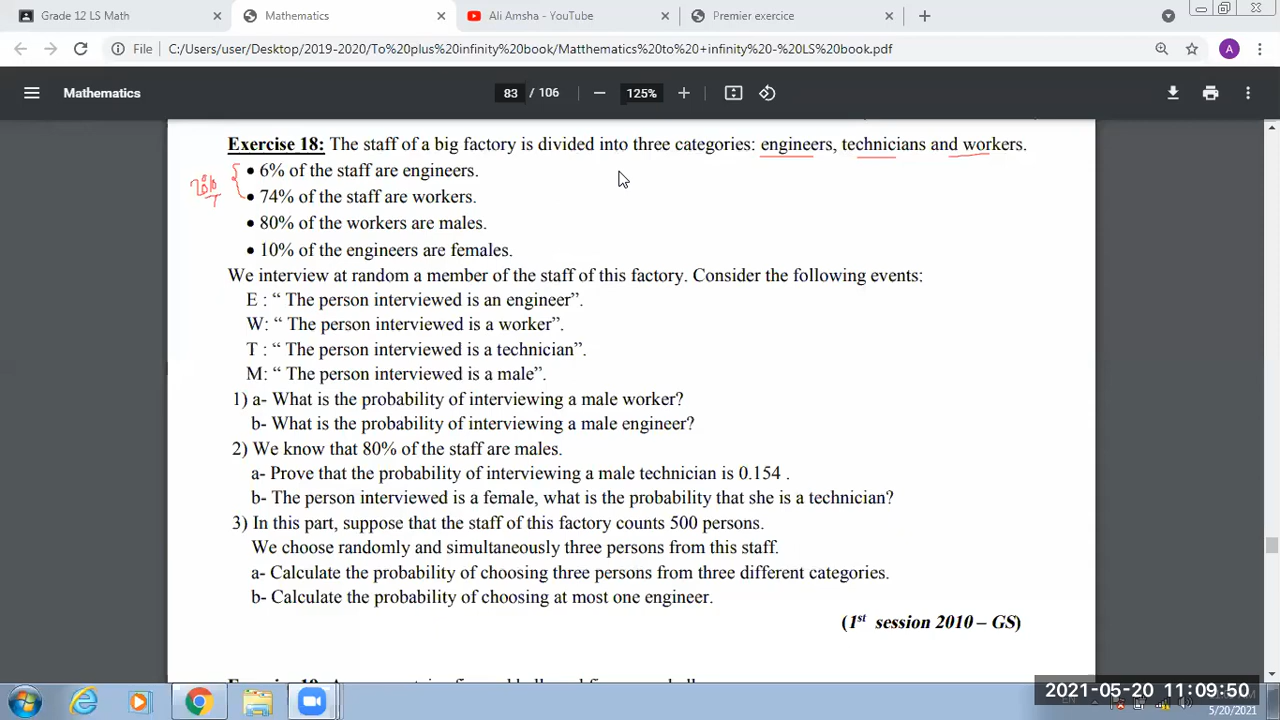 Grade 12 LS Math
Mathematics
Ali Amsha - YouTube
Premier exercice
File
C:/Users/user/Desktop/2019-2020/To%20plus%20infinity%20book/Matthematics%20to%20+infinity%20-%20LS%20book.pdf
A
Mathematics
83 / 106
125%
Exercise 18: The staff of a big factory is divided into three categories: engineers, technicians and workers.
• 6% of the staff are engineers.
20%
T
• 74% of the staff are workers.
• 80% of the workers are males.
• 10% of the engineers are females.
We interview at random a member of the staff of this factory. Consider the following events:
E : “ The person interviewed is an engineer”.
W: “ The person interviewed is a worker”.
T : “ The person interviewed is a technician”.
M: “ The person interviewed is a male”.
1) a- What is the probability of interviewing a male worker?
b- What is the probability of interviewing a male engineer?
2) We know that 80% of the staff are males.
a- Prove that the probability of interviewing a male technician is 0.154 .
b- The person interviewed is a female, what is the probability that she is a technician?
3) In this part, suppose that the staff of this factory counts 500 persons.
We choose randomly and simultaneously three persons from this staff.
a- Calculate the probability of choosing three persons from three different categories.
b- Calculate the probability of choosing at most one engineer.
(1st session 2010 – GS)
2021-05-20 11:09:50
5/20/2021